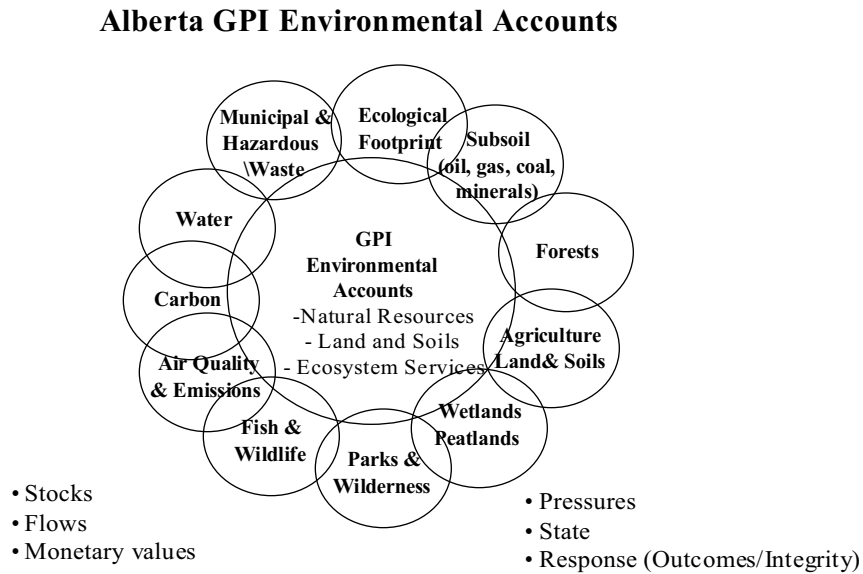 Alberta GPI Environmental Accounts
Municipal &
Hazardous
\Waste
Ecological
Footprint
Subsoil
(oil, gas, coal,
minerals)
Water
Forests
GPI
Environmental
Accounts
-Natural Resources
- Land and Soils
- Ecosystem Services
Carbon
Agriculture
Land& Soils
Air Quality
& Emissions
Wetlands
Peatlands
Fish &
Wildlife
Parks &
Wilderness
• Stocks
• Flows
• Monetary values
• Pressures
• State
• Response (Outcomes/Integrity)